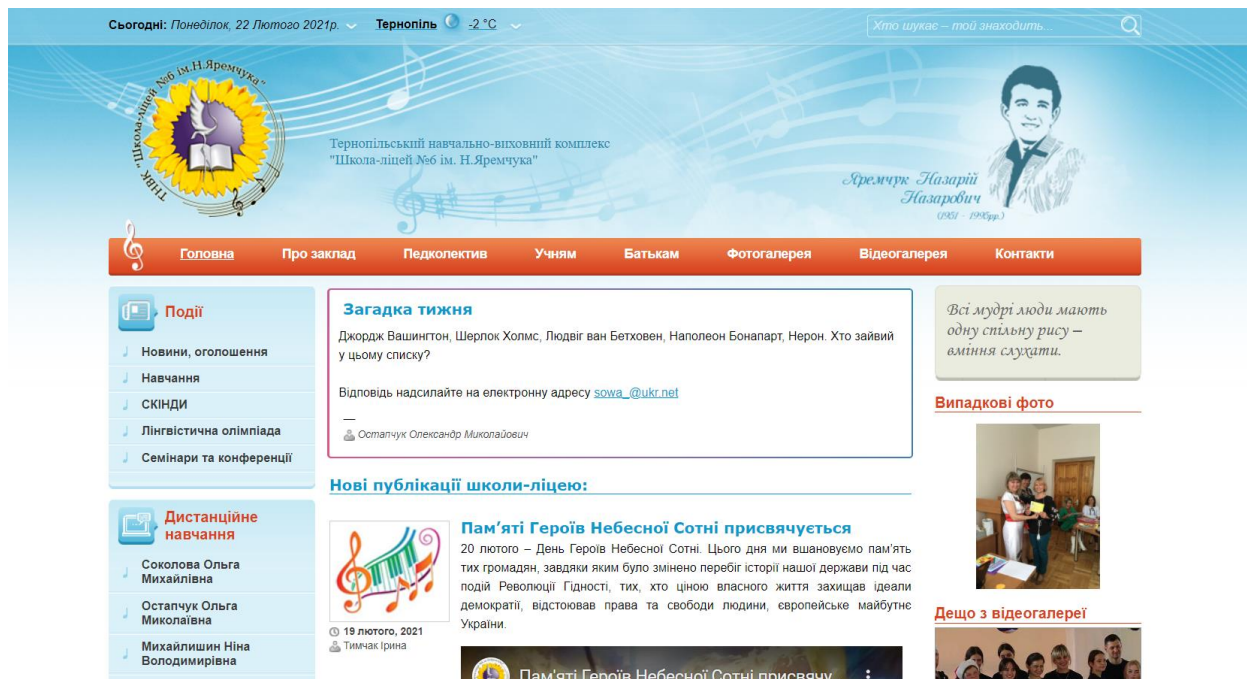 Сьогодні: Понеділок, 22 Лютого 2021р.
Тернопіль -2 °C
Хто шукає – той знаходить...
ТНВК "Школа-ліцей №6 ім.Н.Яремчука"
Тернопільський навчально-виховний комплекс
"Школа-ліцей №6 ім. Н.Яремчука"
Яремчук Назарій
Назарович
(1951 - 1995рр.)
Головна
Про заклад
Педколектив
Учням
Батькам
Фотогалерея
Відеогалерея
Контакти
Події
Новини, оголошення
Навчання
СКІНДИ
Лінгвістична олімпіада
Семінари та конференції
Дистанційне
навчання
Соколова Ольга
Михайлівна
Остапчук Ольга
Миколаївна
Михайлишин Ніна
Володимирівна
Загадка тижня
Джордж Вашингтон, Шерлок Холмс, Людвіг ван Бетховен, Наполеон Бонапарт, Нерон. Хто зайвий
у цьому списку?
Відповідь надсилайте на електронну адресу sowa_@ukr.net
—
Остапчук Олександр Миколайович
Нові публікації школи-ліцею:
19 лютого, 2021
Тимчак Ірина
Пам’яті Героїв Небесної Сотні присвячується
20 лютого – День Героїв Небесної Сотні. Цього дня ми вшановуємо пам’ять
тих громадян, завдяки яким було змінено перебіг історії нашої держави під час
подій Революції Гідності, тих, хто ціною власного життя захищав ідеали
демократії, відстоював права та свободи людини, європейське майбутнє
України.
Пам'яті Героїв Небесної Сотні присвячу
Всі мудрі люди мають
одну спільну рису –
вміння слухати.
Випадкові фото
Дещо з відеогалереї